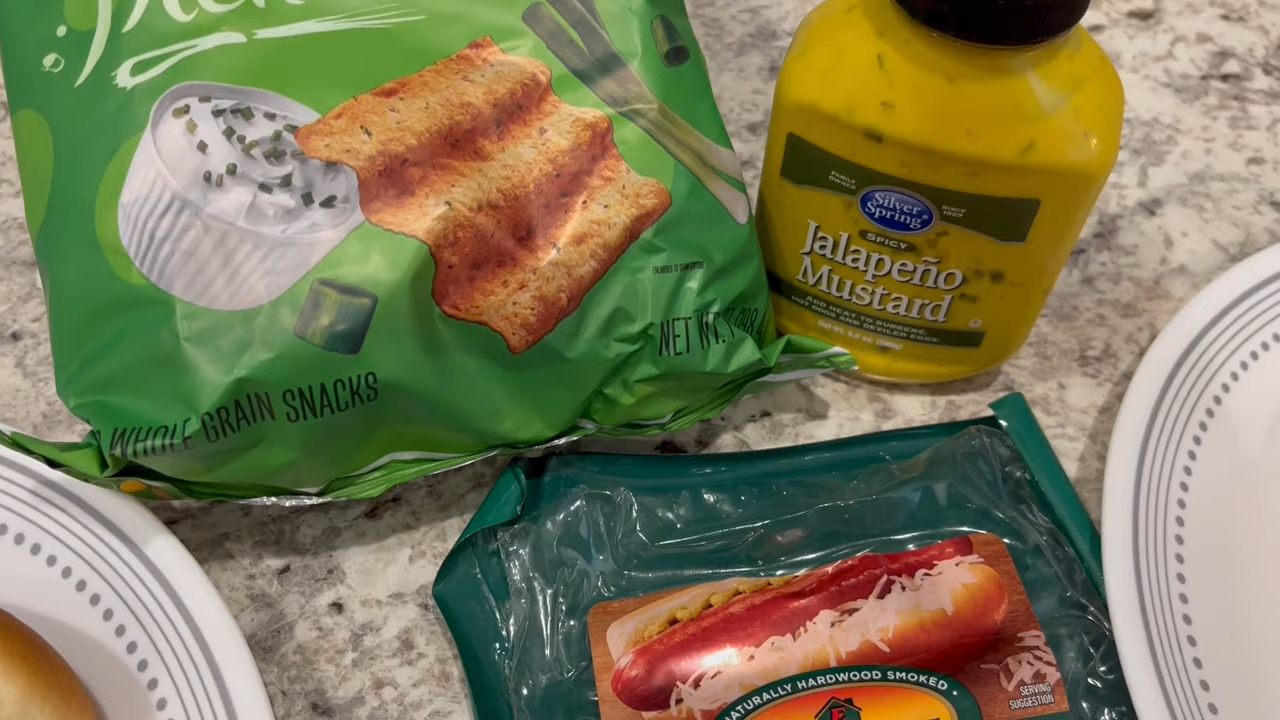 WHOLE GRAIN SNACKS
NET WT.
FAMILY OWNED
Silver Spring
SINCE 1929
SPICY
Jalapeño
Mustard
ADD HEAT TO BURGERS,
HOT DOGS AND DEVILED EGGS.
NATURALLY HARDWOOD SMOKED
SERVING
SUGGESTION